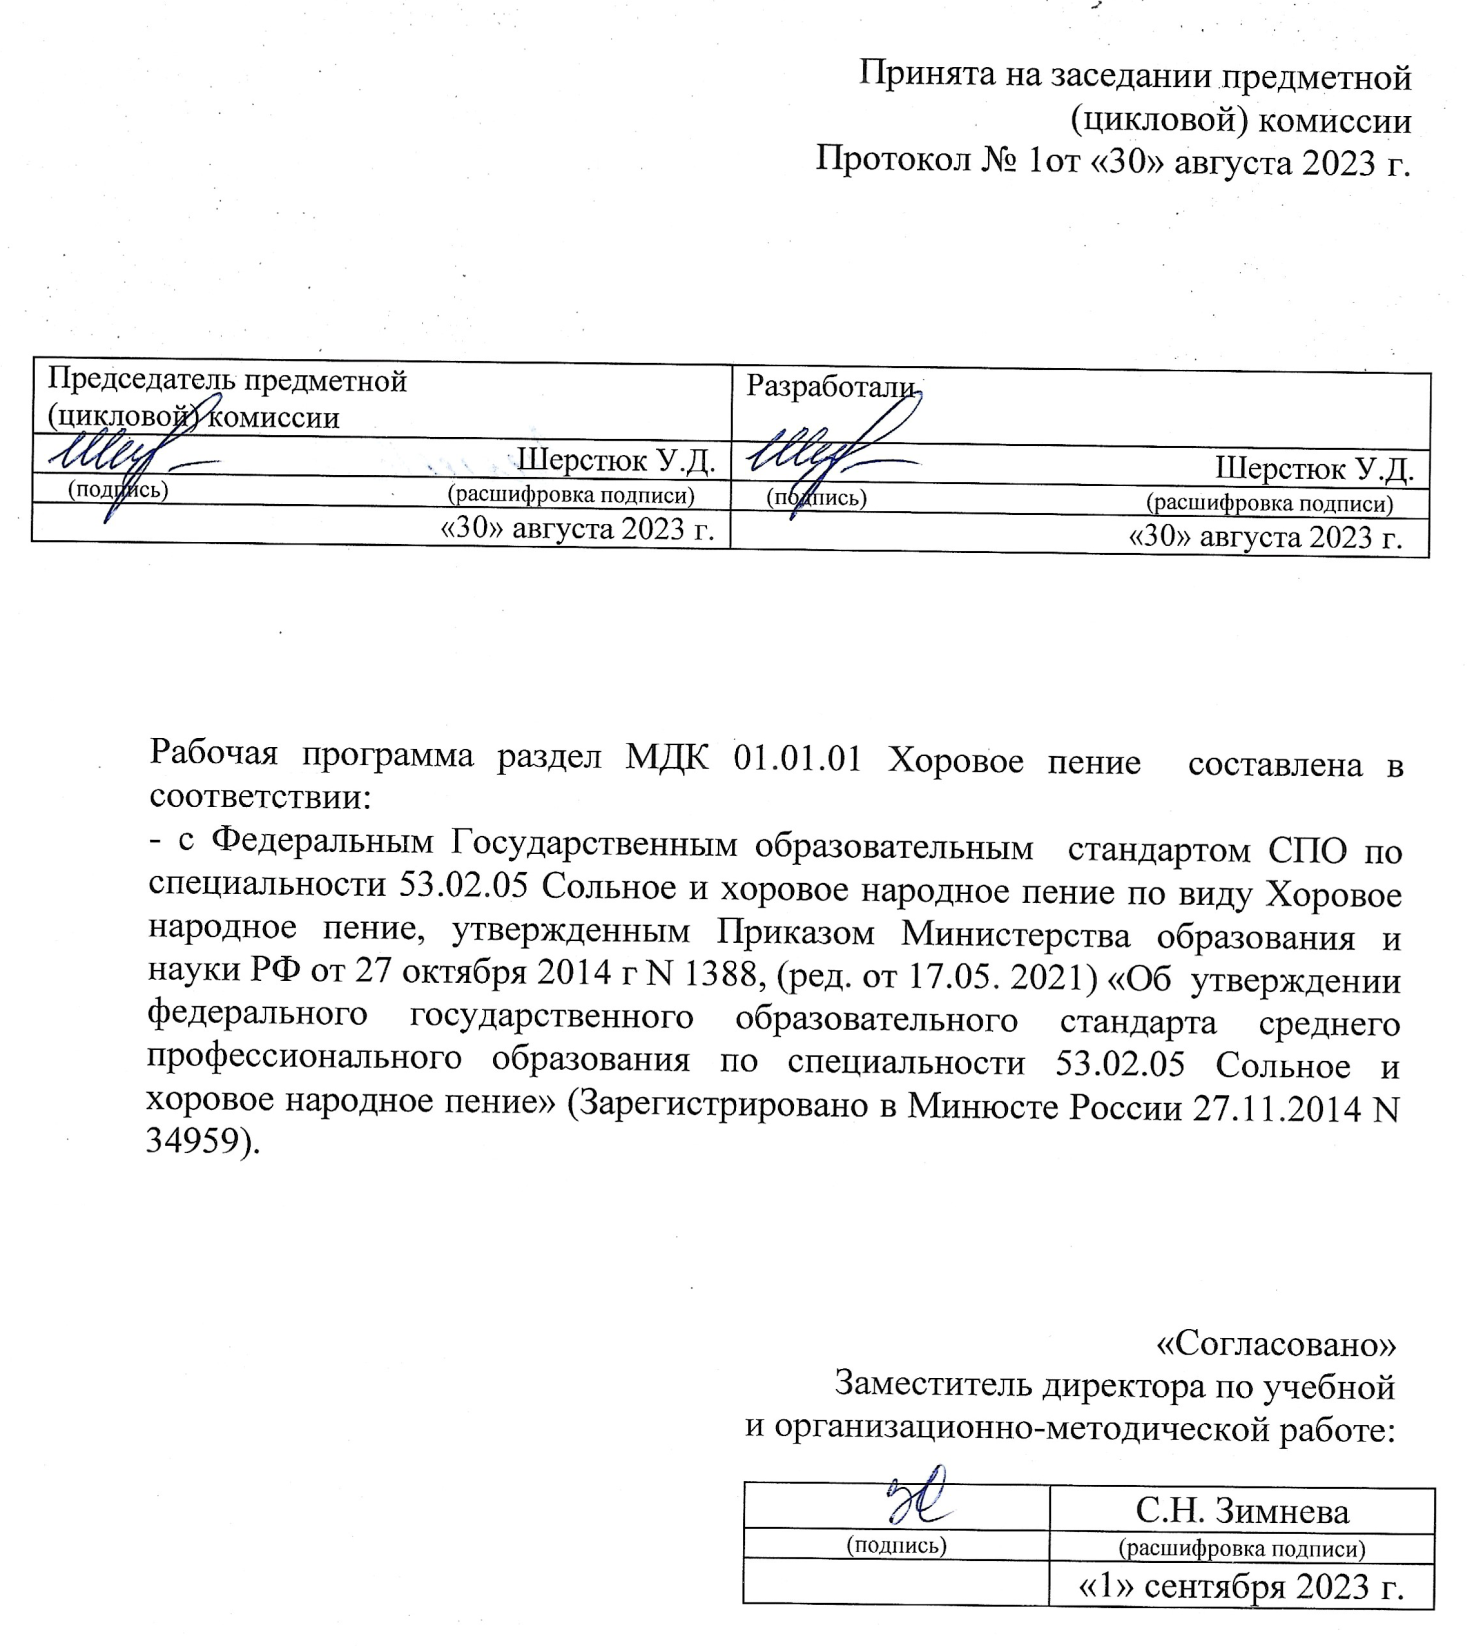 Принята на заседании предметной
(цикловой) комиссии
Протокол № 1от «30» августа 2023 г.
Председатель предметной
(цикловой) комиссии
Шерстюк У.Д.
(подпись) (расшифровка подписи)
«30» августа 2023 г.
Разработали
Шерстюк У.Д.
(подпись) (расшифровка подписи)
«30» августа 2023 г.
Рабочая программа раздел МДК 01.01.01 Хоровое пение составлена в
соответствии:
- с Федеральным Государственным образовательным стандартом СПО по
специальности 53.02.05 Сольное и хоровое народное пение по виду Хоровое
народное пение, утвержденным Приказом Министерства образования и
науки РФ от 27 октября 2014 г N 1388, (ред. от 17.05. 2021) «Об утверждении
федерального государственного образовательного стандарта среднего
профессионального образования по специальности 53.02.05 Сольное и
хоровое народное пение» (Зарегистрировано в Минюсте России 27.11.2014 N
34959).
«Согласовано»
Заместитель директора по учебной
и организационно-методической работе:
С.Н. Зимнева
(подпись) (расшифровка подписи)
«1» сентября 2023 г.